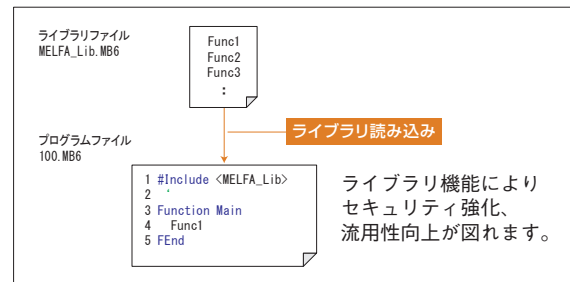 ライブラリファイル
MELFA_Lib.MB6
Func1
Func2
Func3
:
ライブラリ読み込み
プログラムファイル
100.MB6
1 #Include <MELFA_Lib>
2 '
3 Function Main
4 Func1
5 FEnd
ライブラリ機能により
セキュリティ強化、
流用性向上が図れます。